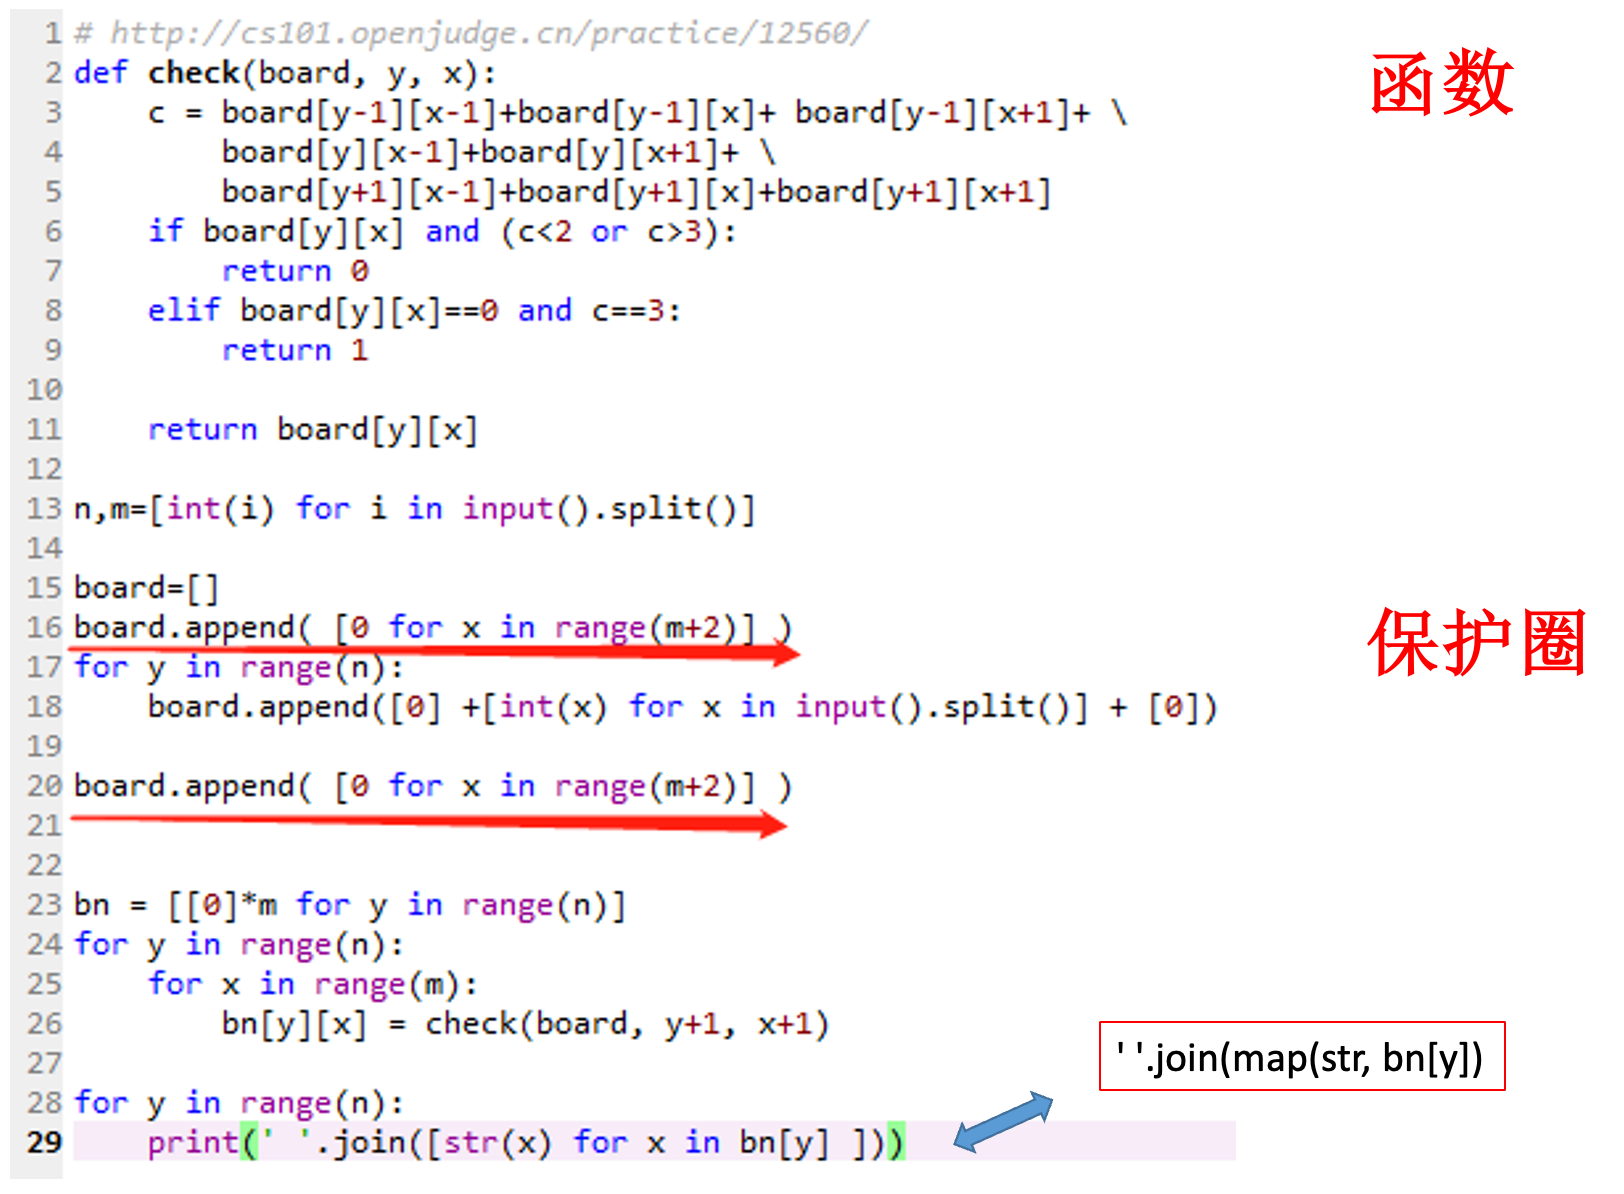 1 # http://cs101.openjudge.cn/practice/12560/
2 def check(board, y, x):
3     c = board[y-1][x-1]+board[y-1][x]+ board[y-1][x+1]+ \
4         board[y][x-1]+board[y][x+1]+ \
5         board[y+1][x-1]+board[y+1][x]+board[y+1][x+1]
6     if board[y][x] and (c<2 or c>3):
7         return 0
8     elif board[y][x]==0 and c==3:
9         return 1
10
11     return board[y][x]
12
13 n,m=[int(i) for i in input().split()]
14
15 board=[]
16 board.append( [0 for x in range(m+2)] )
17 for y in range(n):
18     board.append([0] +[int(x) for x in input().split()] + [0])
19
20 board.append( [0 for x in range(m+2)] )
21
22
23 bn = [[0]*m for y in range(n)]
24 for y in range(n):
25     for x in range(m):
26         bn[y][x] = check(board, y+1, x+1)
27
28 for y in range(n):
29     print(' '.join([str(x) for x in bn[y] ]))
函数
保护圈
' '.join(map(str, bn[y])